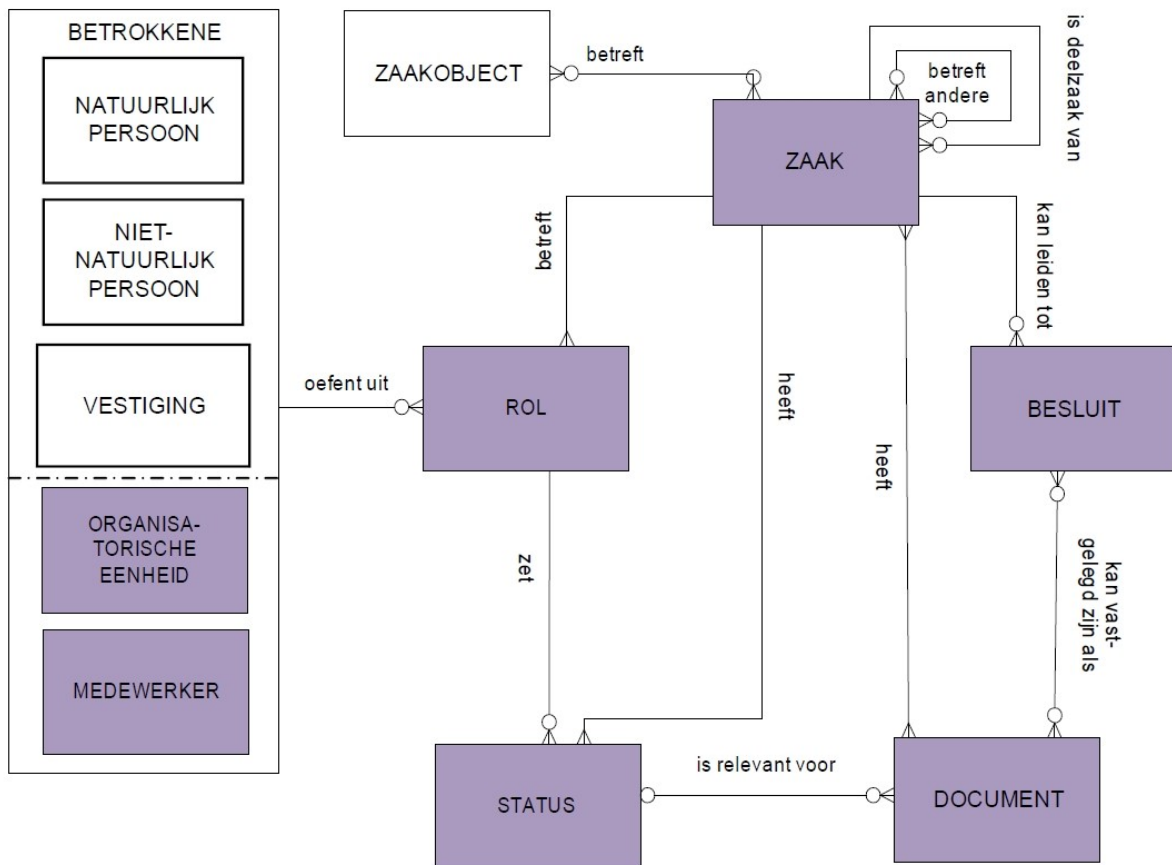 BETROKKENE
NATUURLIJK
PERSOON
NIET-
NATUURLIJK
PERSOON
VESTIGING
ORGANISA-
TORISCHE
EENHEID
MEDEWERKER
oefent uit
ZAAKOBJECT
betreft
ZAAK
betreft
andere
is deelzaak van
betreft
kan leiden tot
ROL
heeft
heeft
BESLUIT
zet
kan vast-
gelegd zijn als
STATUS
is relevant voor
DOCUMENT